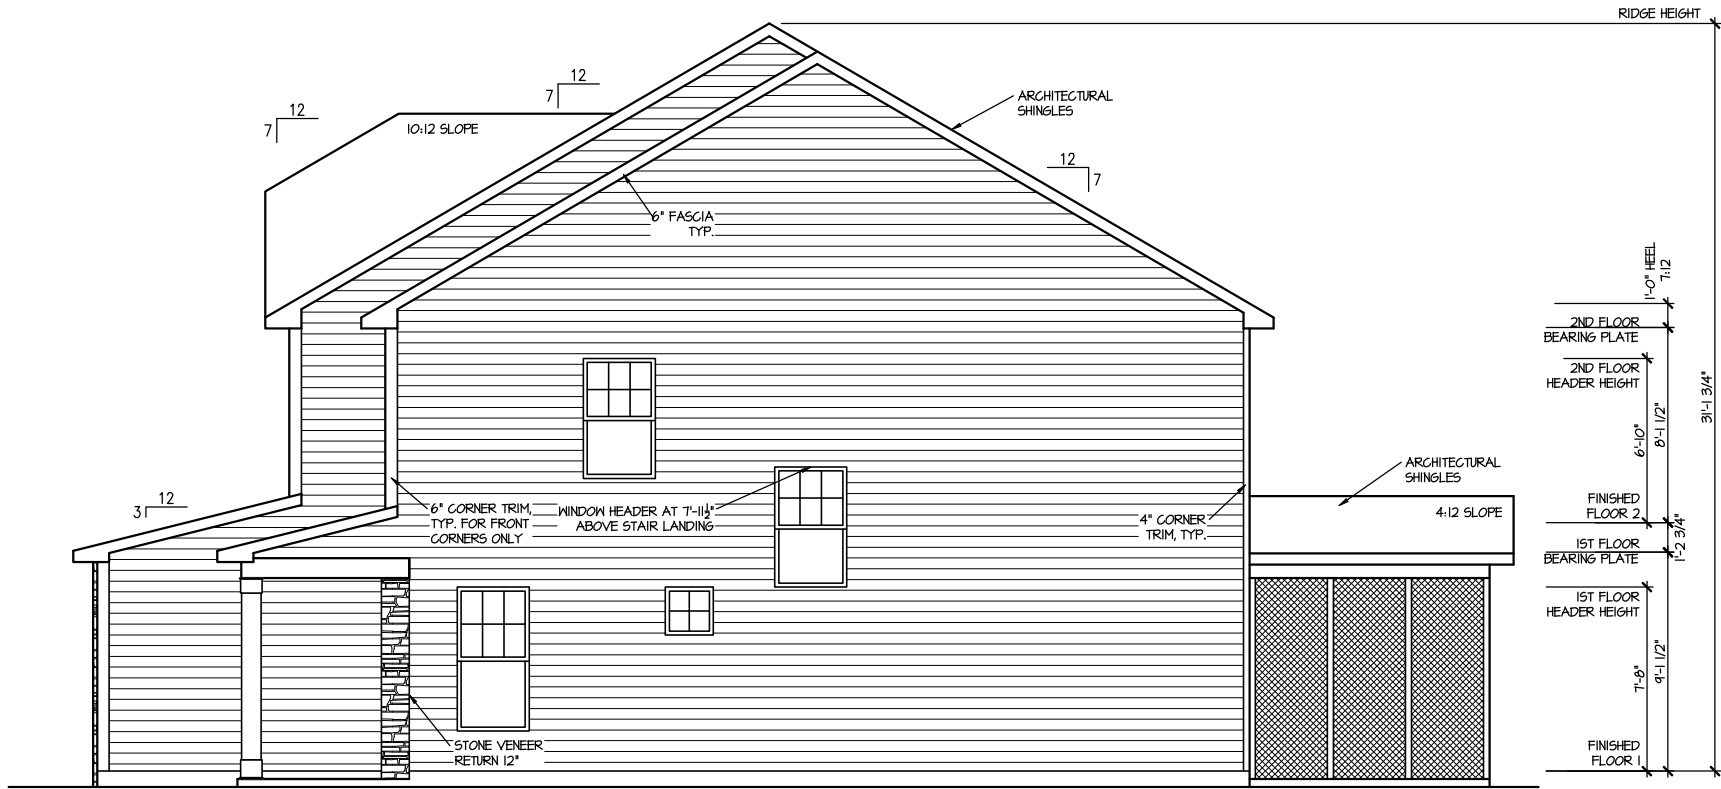 RIDGE HEIGHT
12
7
12
7
10:12 SLOPE
ARCHITECTURAL
SHINGLES
12
7
6" FASCIA
TYP.
1'-0" HEEL
7:12
2ND FLOOR
BEARING PLATE
2ND FLOOR
HEADER HEIGHT
31'-1 3/4"
8'-1 1/2"
6'-10"
ARCHITECTURAL
SHINGLES
12
3
6" CORNER TRIM,
TYP. FOR FRONT
CORNERS ONLY
WINDOW HEADER AT 7'-11½"
ABOVE STAIR LANDING
4" CORNER
TRIM, TYP.
4:12 SLOPE
FINISHED
FLOOR 2
1'-2 3/4"
1ST FLOOR
BEARING PLATE
1ST FLOOR
HEADER HEIGHT
7'-8"
9'-1 1/2"
STONE VENEER
RETURN 12"
FINISHED
FLOOR 1